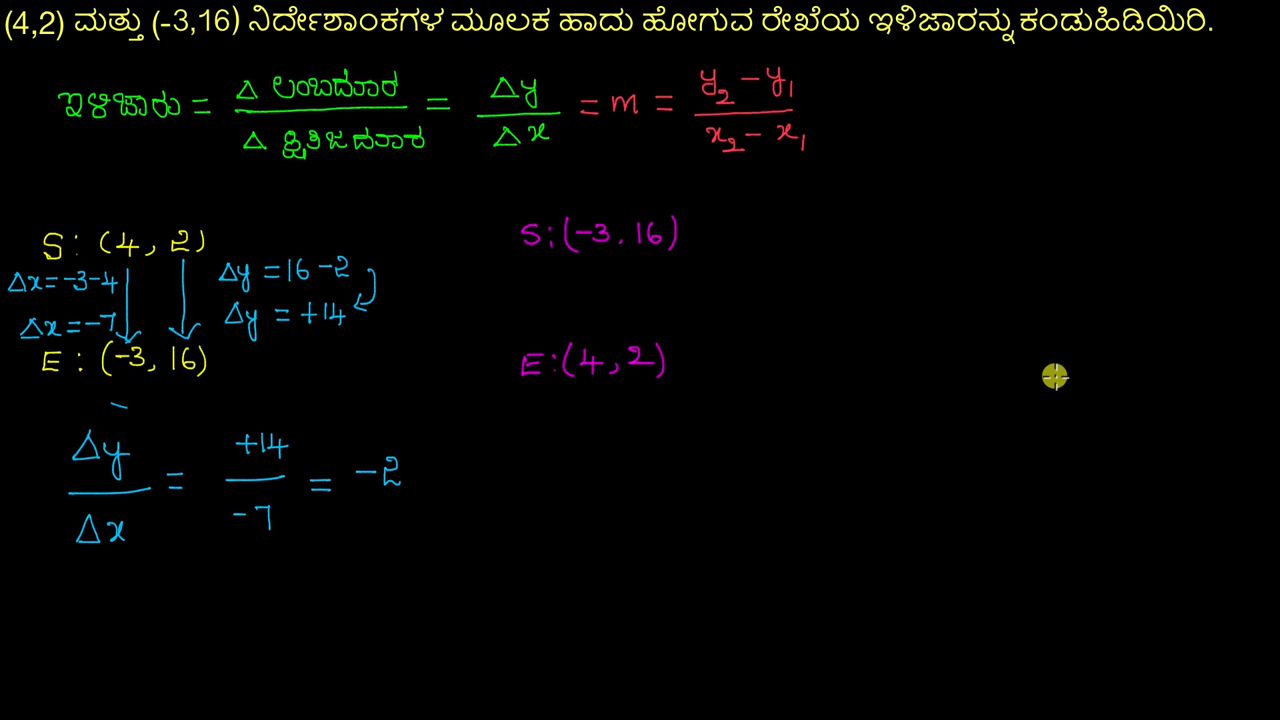 (4,2) ಮತ್ತು (-3,16) ನಿರ್ದೇಶಾಂಕಗಳ ಮೂಲಕ ಹಾದು ಹೋಗುವ ರೇಖೆಯ ಇಳಿಜಾರನ್ನು ಕಂಡುಹಿಡಿಯಿರಿ.
ಇಳಿಜಾರು = Δ ಲಂಬದೂರ / Δ ಕ್ಷಿತಿಜದೂರ = Δy / Δx = m = y₂ - y₁ / x₂ - x₁
S : (4, 2)
Δx = -3-4
Δx = -7
Δy = 16 - 2
Δy = +14
E : (-3, 16)
Δy / Δx = +14 / -7 = -2
S : (-3, 16)
E : (4, 2)